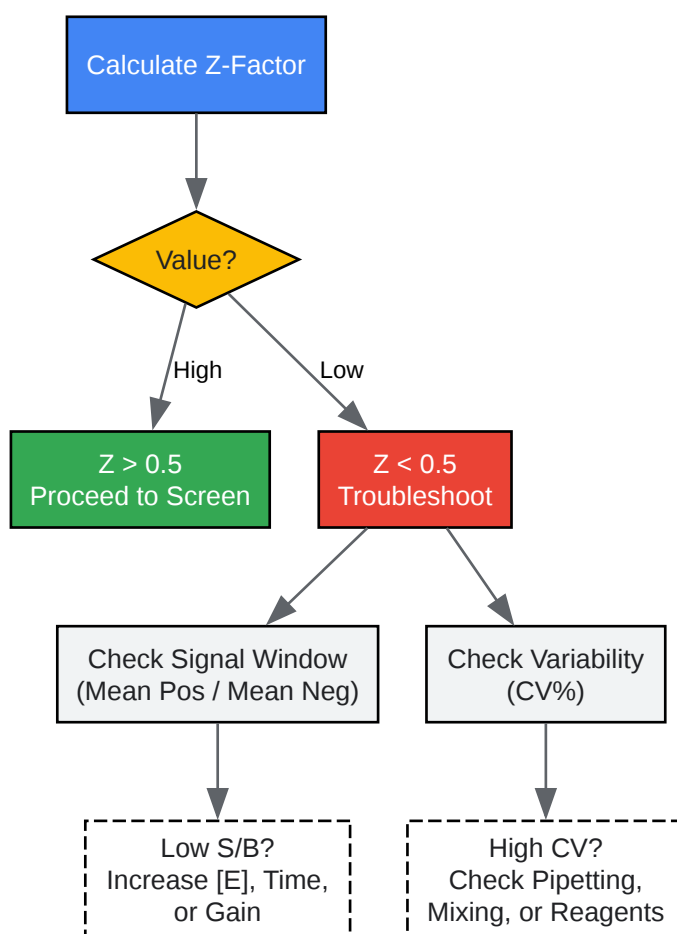 Calculate Z-Factor
Value?
High
Low
Z > 0.5
Proceed to Screen
Z < 0.5
Troubleshoot
Check Signal Window
(Mean Pos / Mean Neg)
Check Variability
(CV%)
Low S/B?
Increase [E], Time,
or Gain
High CV?
Check Pipetting,
Mixing, or Reagents